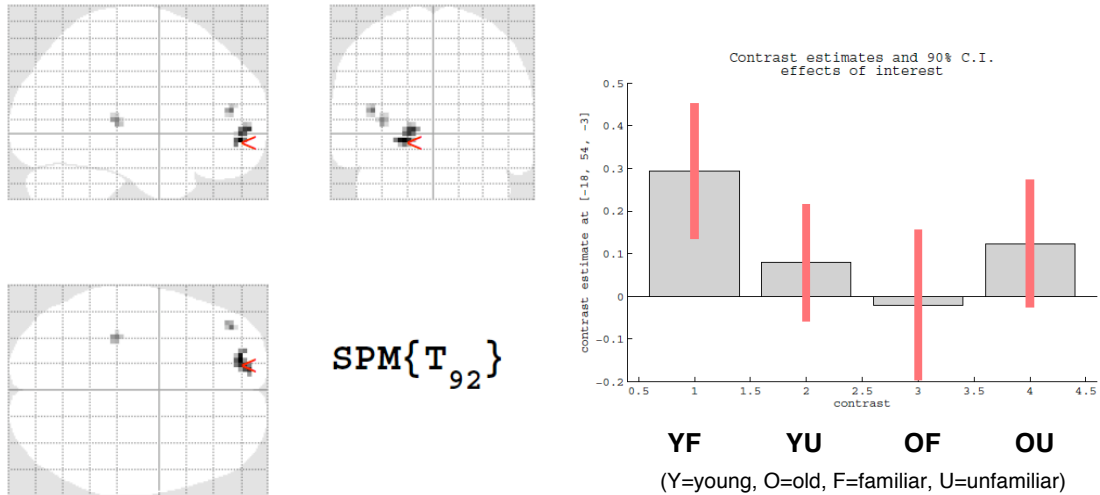 SPM{T92}
Contrast estimates and 90% C.I.
effects of interest
contrast estimate at [-18, 54, -3]
0.5
0.4
0.3
0.2
0.1
0
-0.1
-0.2
0.5 1 1.5 2 2.5 3 3.5 4 4.5
contrast
YF YU OF OU
(Y=young, O=old, F=familiar, U=unfamiliar)